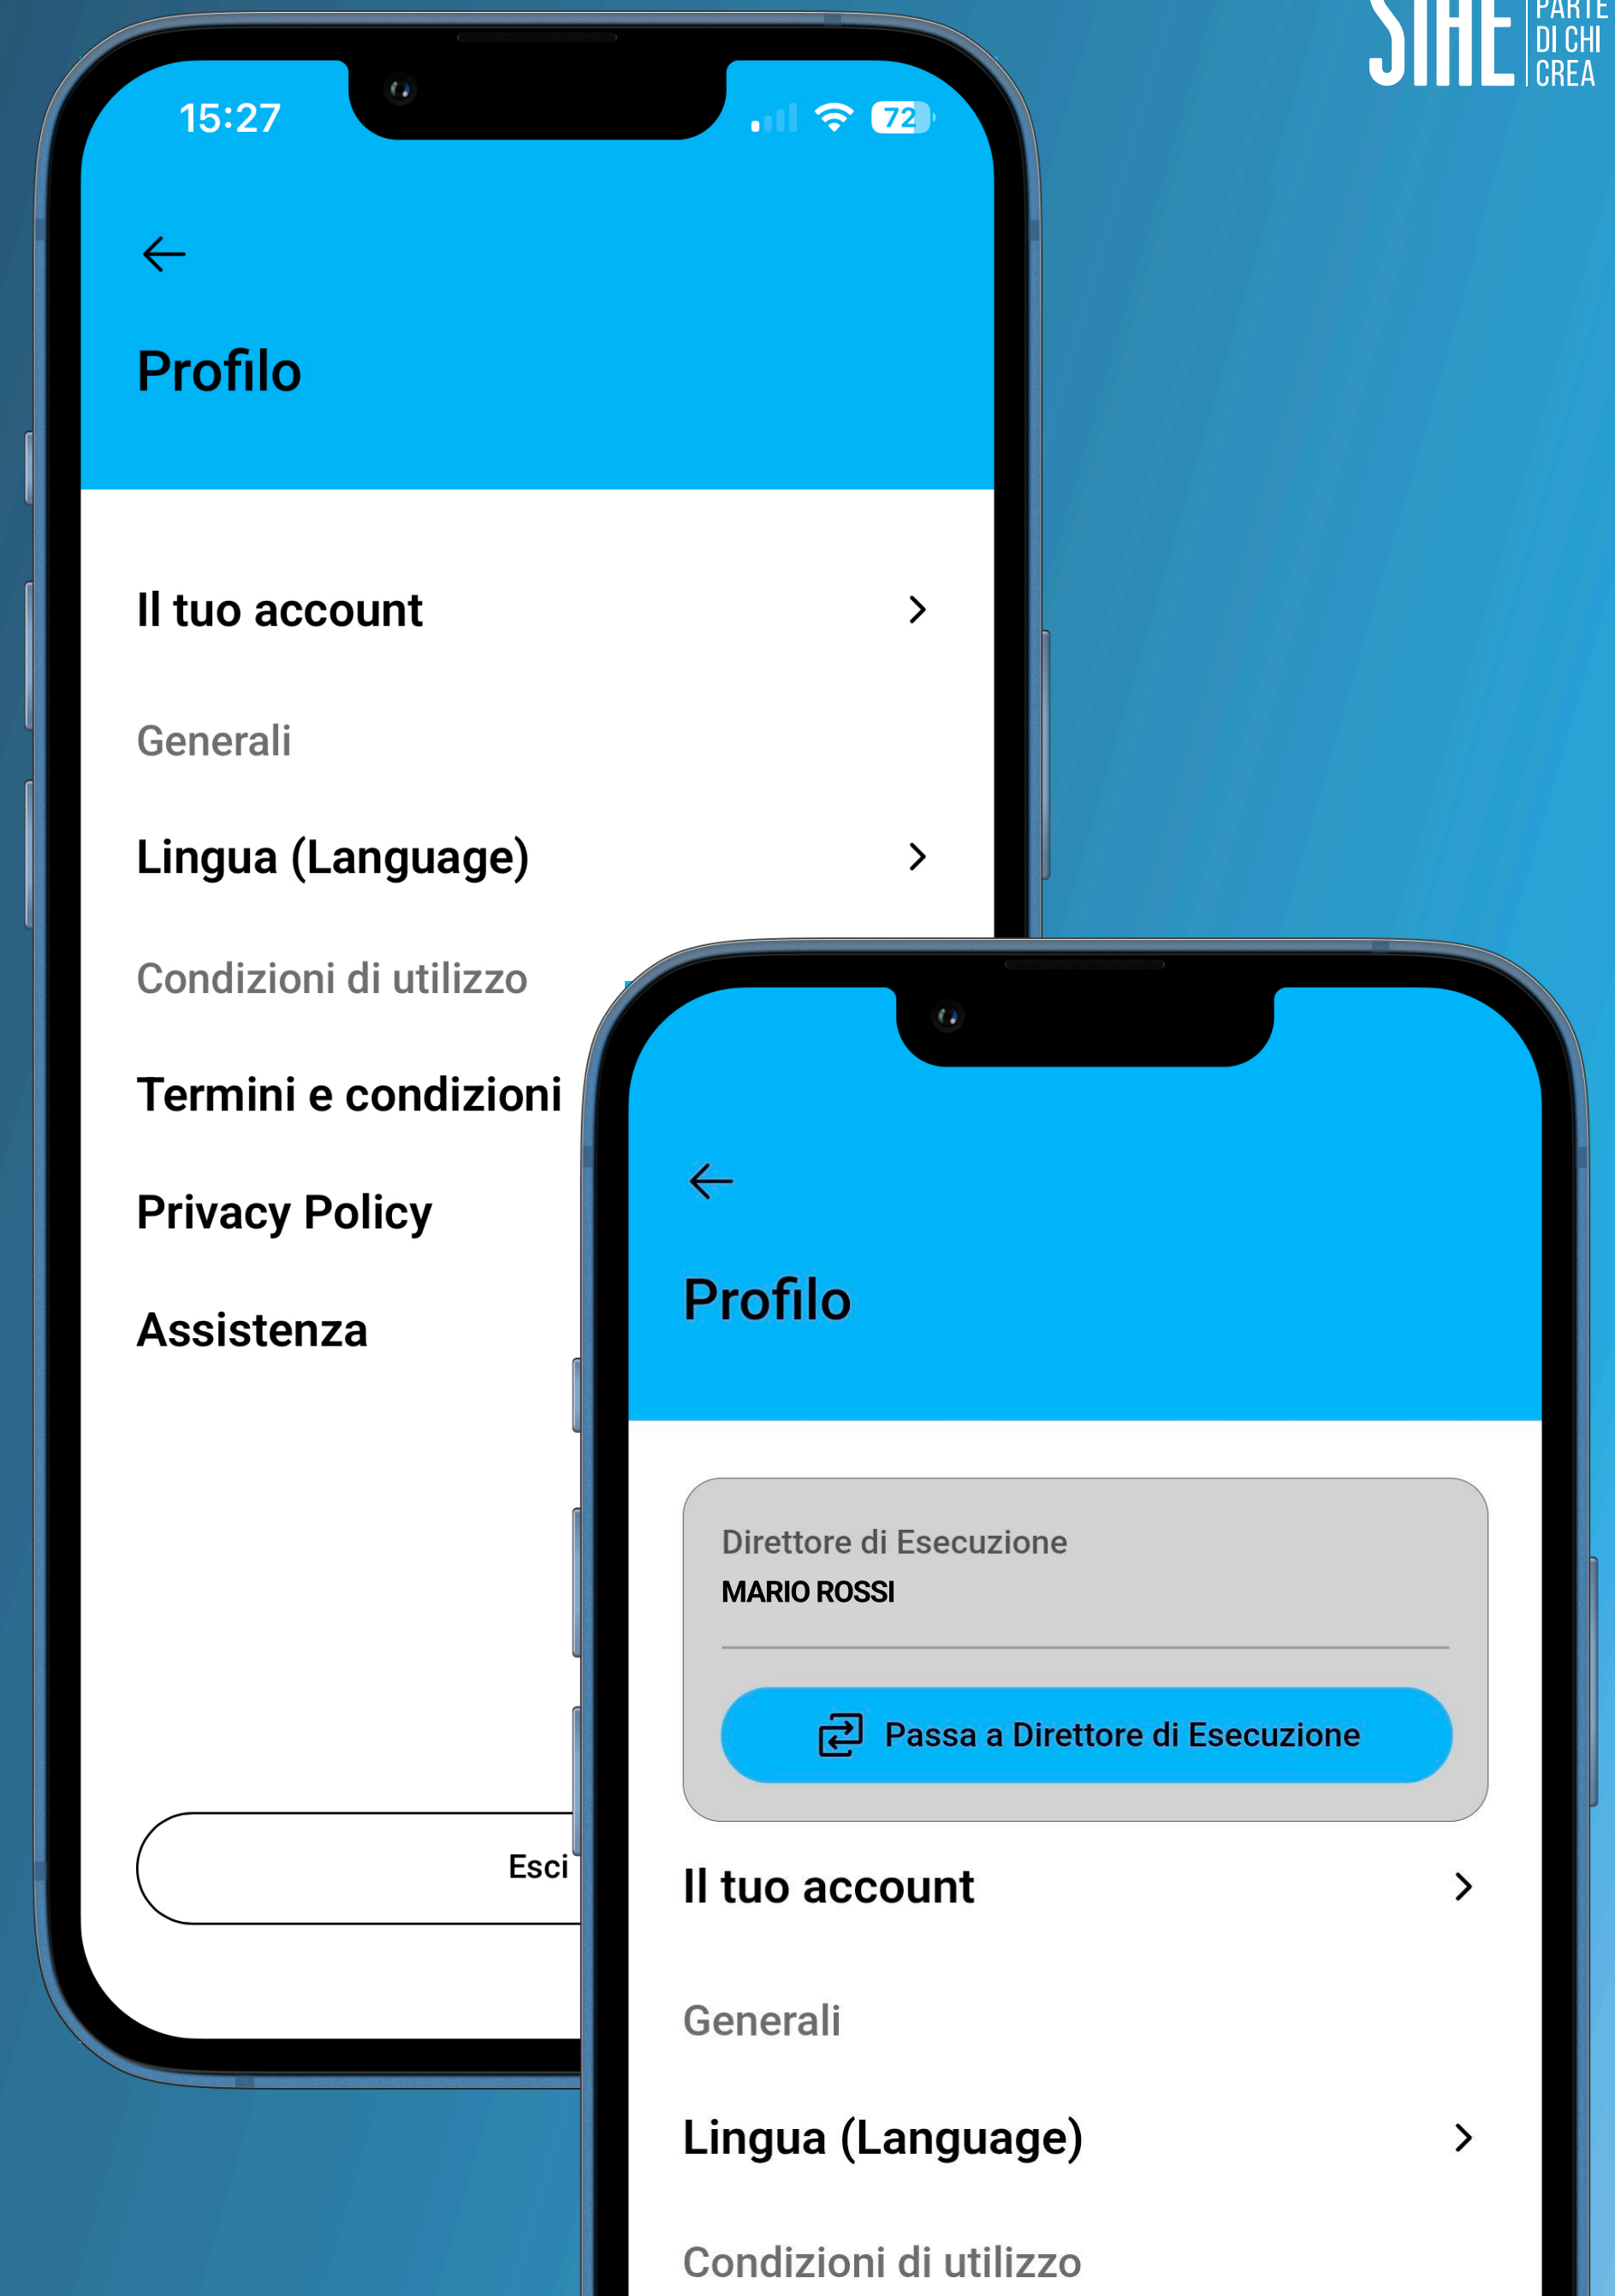 SIAE
PARTE
DI CHI
CREA
15:27
72
Profilo
Il tuo account
Generali
Lingua (Language)
Condizioni di utilizzo
Termini e condizioni
Privacy Policy
Assistenza
Esci
Profilo
Direttore di Esecuzione
MARIO ROSSI
Passa a Direttore di Esecuzione
Il tuo account
Generali
Lingua (Language)
Condizioni di utilizzo